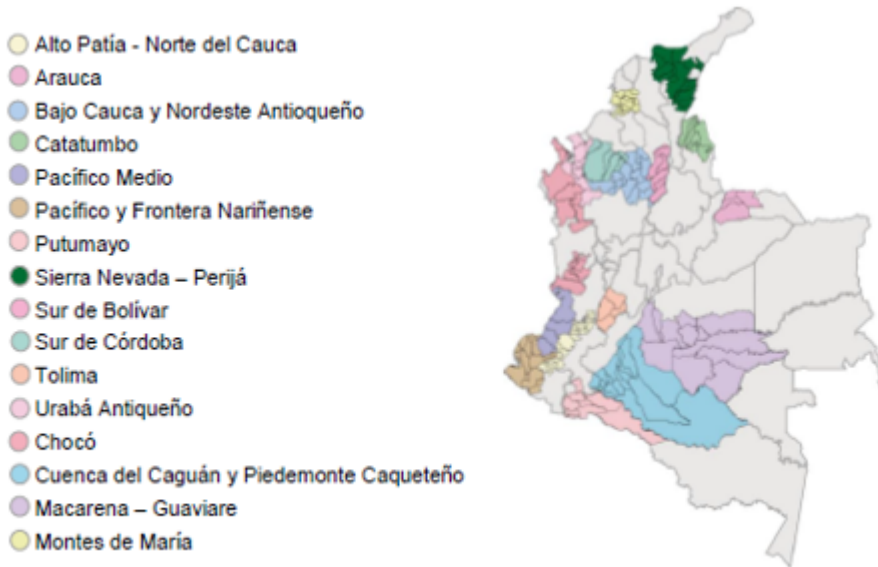 Alto Patía - Norte del Cauca
Arauca
Bajo Cauca y Nordeste Antioqueño
Catatumbo
Pacífico Medio
Pacífico y Frontera Nariñense
Putumayo
Sierra Nevada – Perijá
Sur de Bolívar
Sur de Córdoba
Tolima
Urabá Antiqueño
Chocó
Cuenca del Caguán y Piedemonte Caqueteño
Macarena – Guaviare
Montes de María